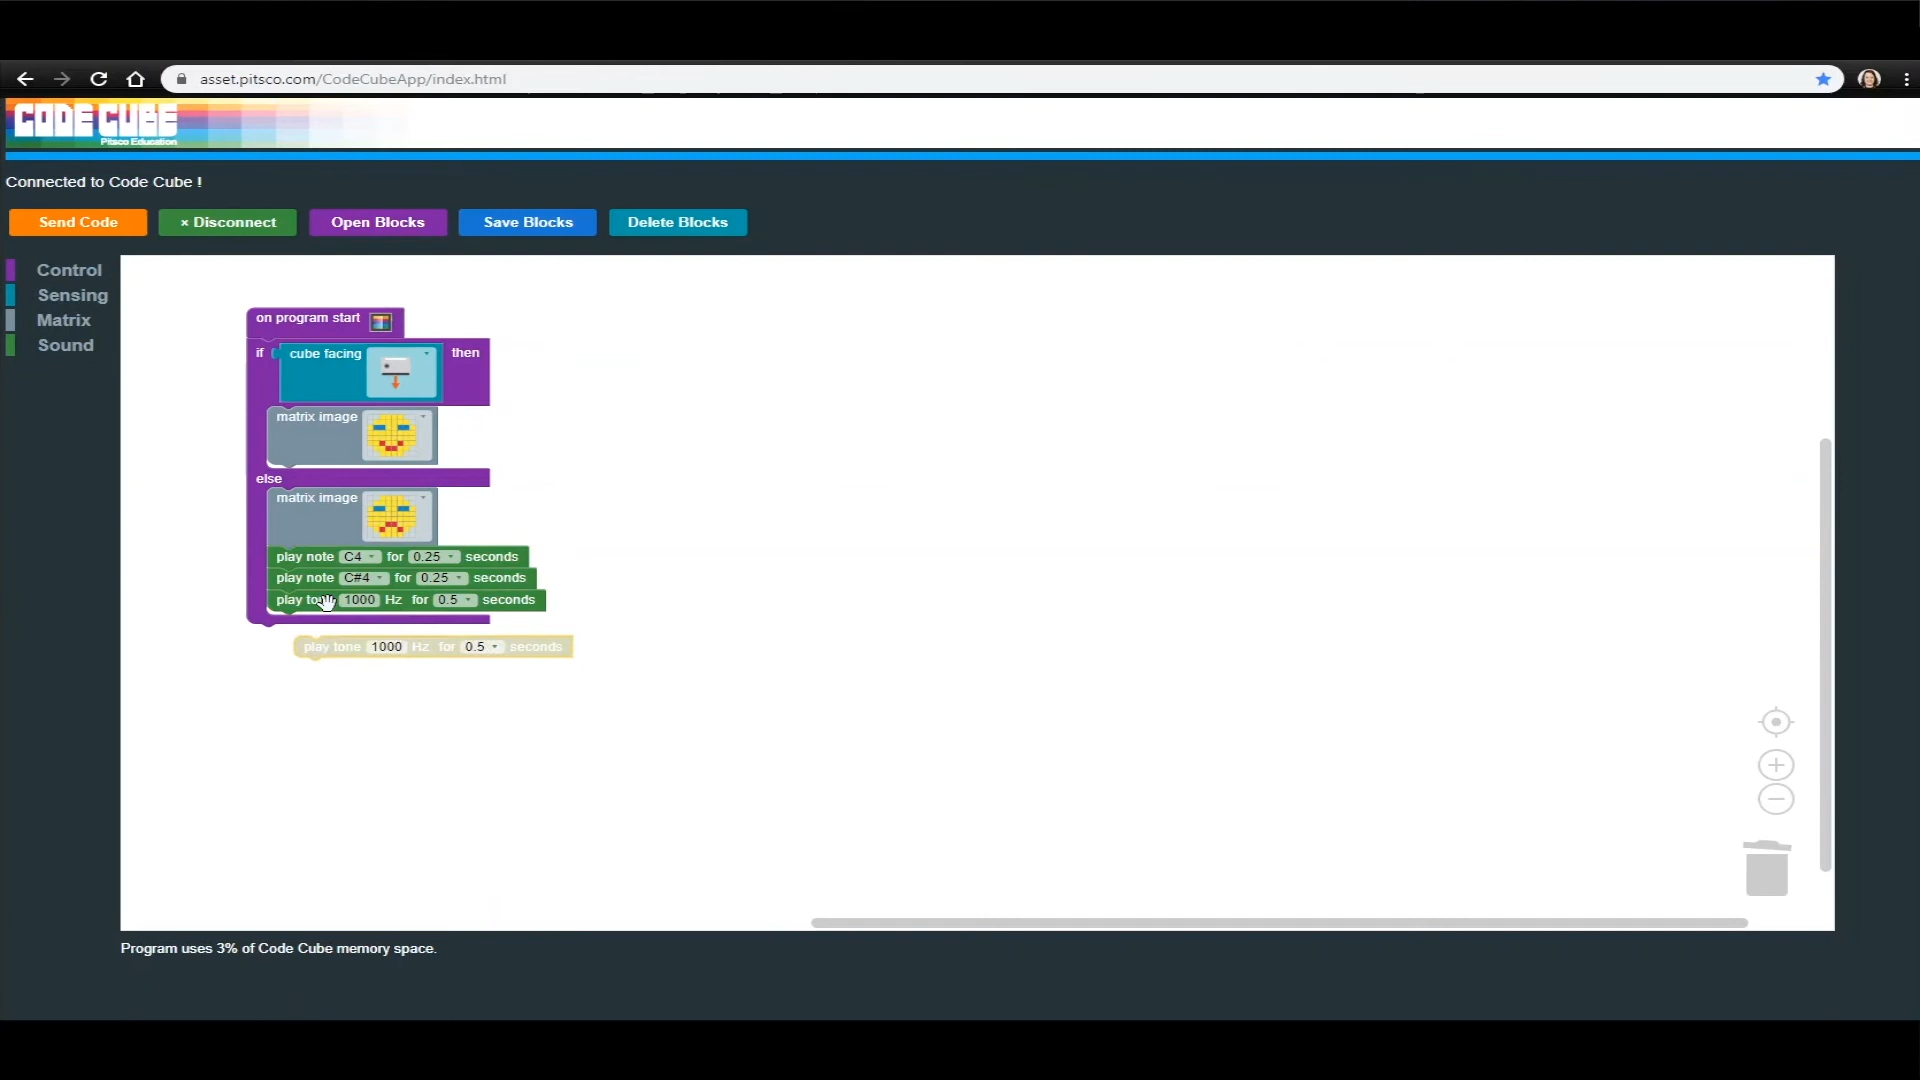 asset.pitsco.com/CodeCubeApp/index.html
CODE CUBE
Pitsco Education
Connected to Code Cube !
Send Code
× Disconnect
Open Blocks
Save Blocks
Delete Blocks
Control
Sensing
Matrix
Sound
on program start
if cube facing then
matrix image
else
matrix image
play note C4 for 0.25 seconds
play note C#4 for 0.25 seconds
play to 1000 Hz for 0.5 seconds
play tone 1000 Hz for 0.5 seconds
Program uses 3% of Code Cube memory space.